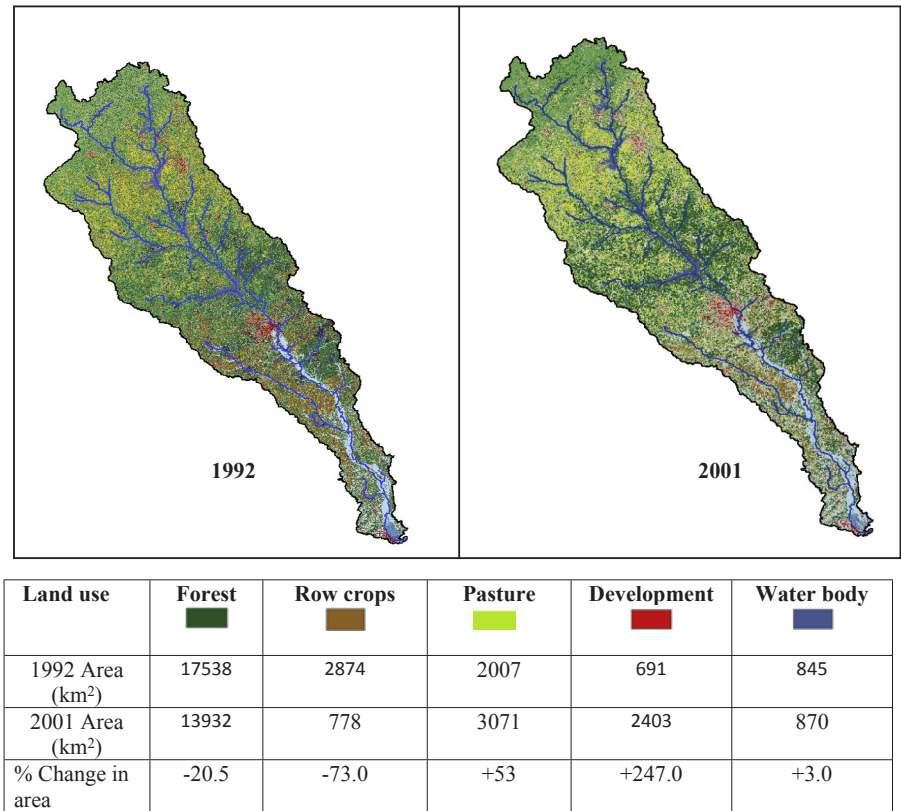 1992
2001
Land use Forest Row crops Pasture Development Water body
1992 Area (km²) 17538 2874 2007 691 845
2001 Area (km²) 13932 778 3071 2403 870
% Change in area -20.5 -73.0 +53 +247.0 +3.0